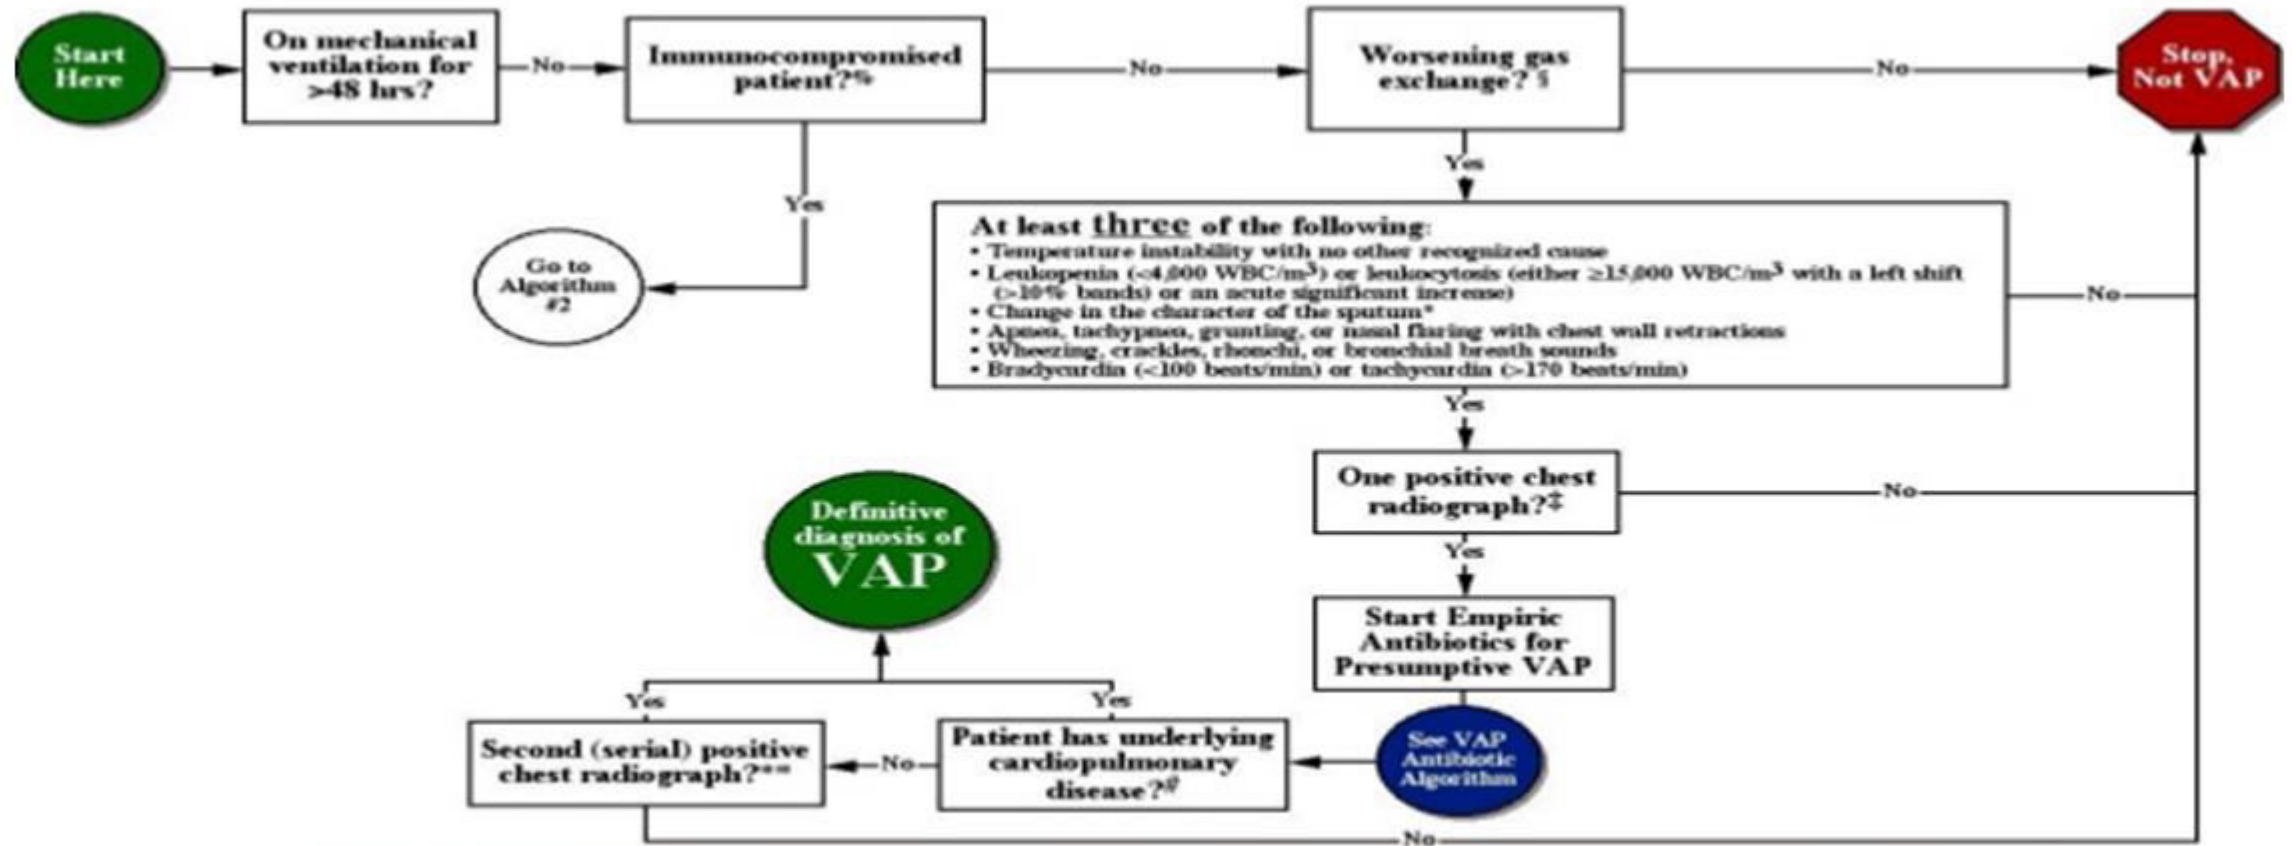 Start
Here
On mechanical
ventilation for
>48 hrs?
No
Immunocompromised
patient?%
No
Worsening gas
exchange? §
No
Stop,
Not VAP
Yes
Yes
Go to
Algorithm
#2
At least three of the following:
• Temperature instability with no other recognized cause
• Leukopenia (<4,000 WBC/m³) or leukocytosis (either ≥15,000 WBC/m³ with a left shift
(>10% bands) or an acute significant increase)
• Change in the character of the sputum*
• Apnea, tachypnea, grunting, or nasal flaring with chest wall retractions
• Wheezing, crackles, rhonchi, or bronchial breath sounds
• Bradycardia (<100 beats/min) or tachycardia (>170 beats/min)
No
Yes
One positive chest
radiograph?‡
No
Yes
Start Empiric
Antibiotics for
Presumptive VAP
See VAP
Antibiotic
Algorithm
Patient has underlying
cardiopulmonary
disease?#
No
Second (serial) positive
chest radiograph?**
Yes
Yes
Definitive
diagnosis of
VAP
No